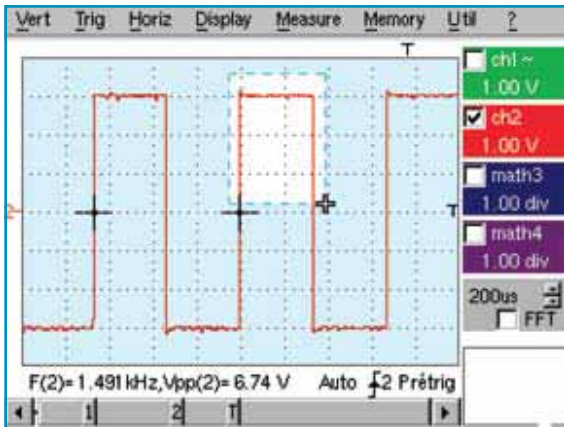 Vert Trig Horiz Display Measure Memory Util ?
T
ch1 ~
1.00 V
ch2
1.00 V
math3
1.00 div
math4
1.00 div
2
T
200us
FFT
F(2)= 1.491 kHz,Vpp(2)= 6.74 V Auto 2 Prétrig
1 2 T